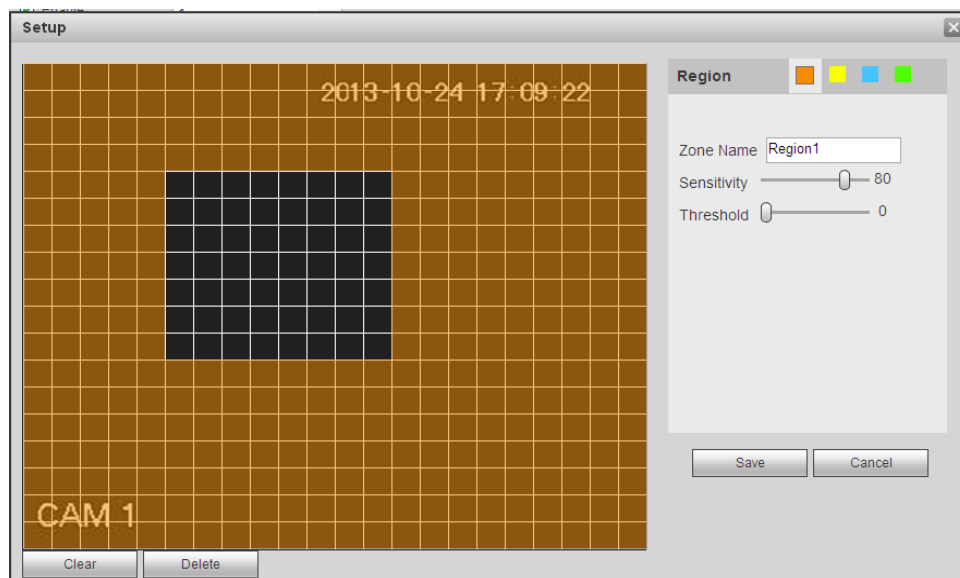 Setup
2013-10-24 17:09:22
Region
Zone Name Region1
Sensitivity 80
Threshold 0
Save Cancel
CAM 1
Clear Delete